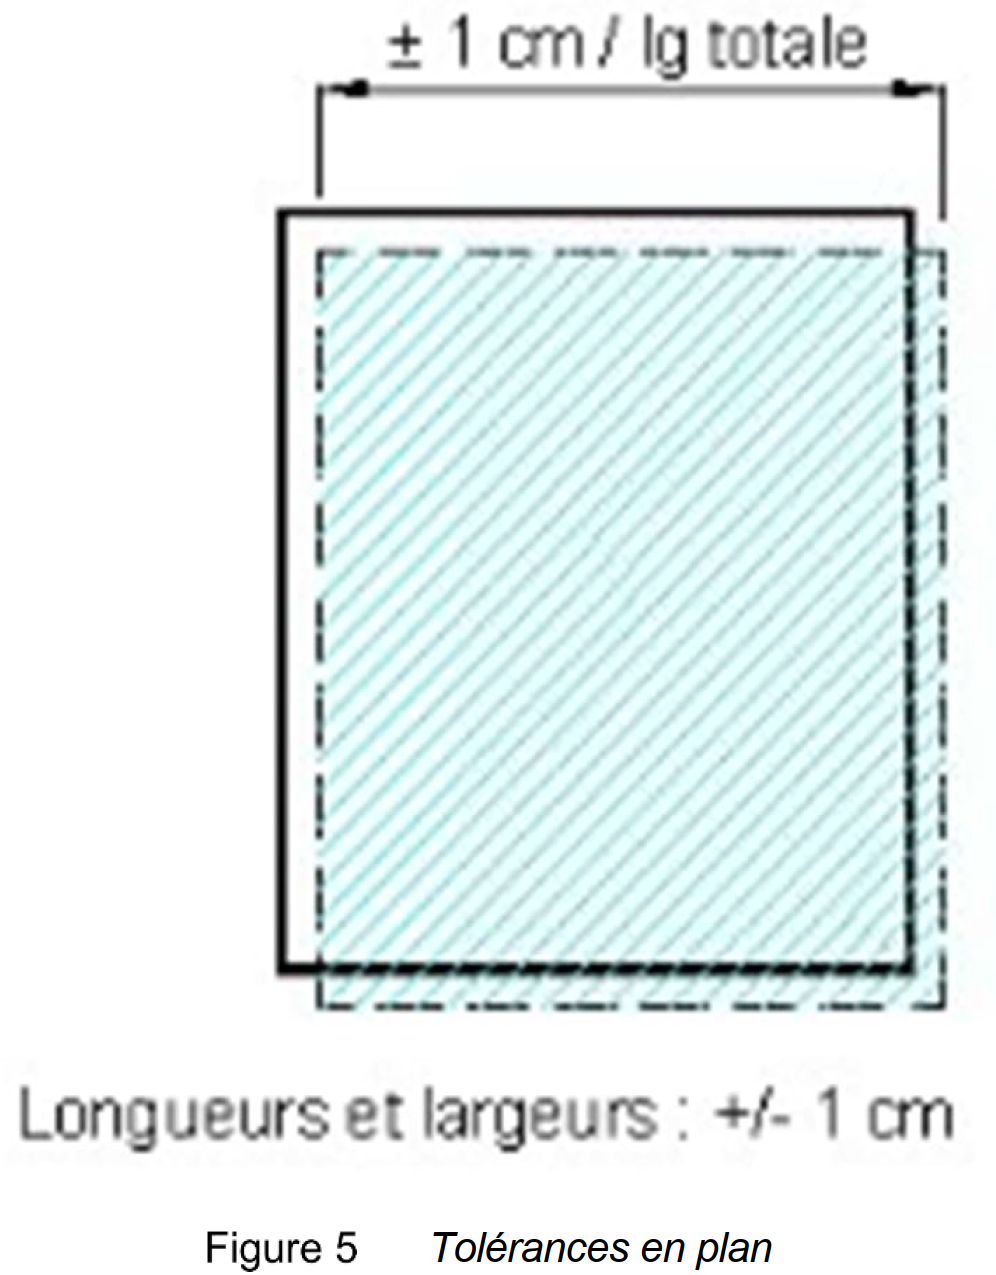 ± 1 cm / lg totale
Longueurs et largeurs : +/- 1 cm
Figure 5 Tolérances en plan